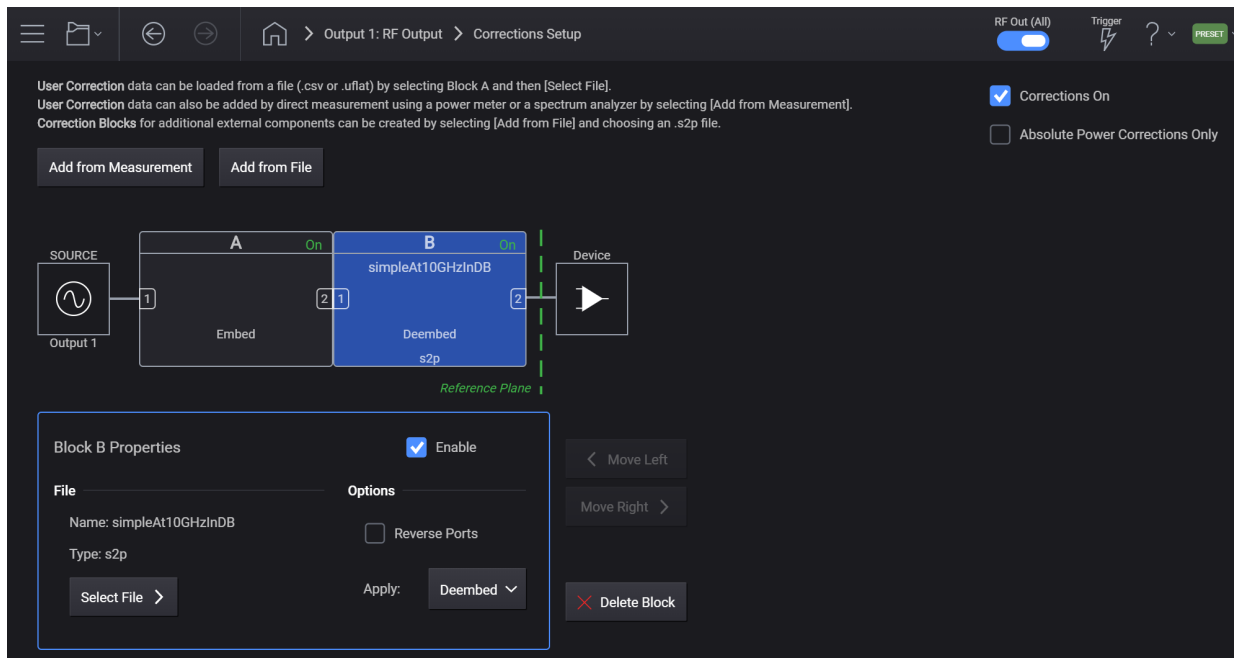 Output 1: RF Output > Corrections Setup
RF Out (All)
Trigger
PRESET
User Correction data can be loaded from a file (.csv or .uflat) by selecting Block A and then [Select File].
User Correction data can also be added by direct measurement using a power meter or a spectrum analyzer by selecting [Add from Measurement].
Correction Blocks for additional external components can be created by selecting [Add from File] and choosing an .s2p file.
Corrections On
Absolute Power Corrections Only
Add from Measurement
Add from File
SOURCE
Output 1
A
On
1
2
Embed
B
On
simpleAt10GHzInDB
1
2
Deembed
s2p
Device
Reference Plane
Block B Properties
Enable
File
Name: simpleAt10GHzInDB
Type: s2p
Select File >
Options
Reverse Ports
Apply:
Deembed
< Move Left
Move Right >
Delete Block